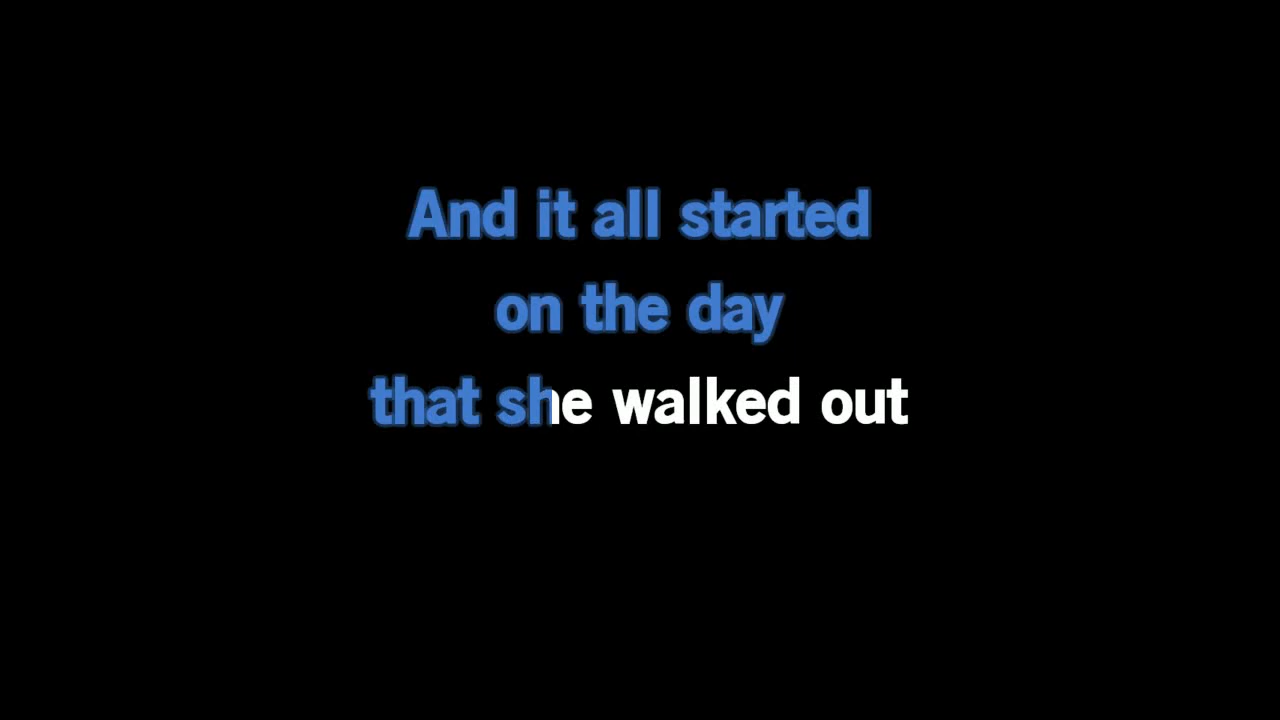 And it all started
on the day
that she walked out